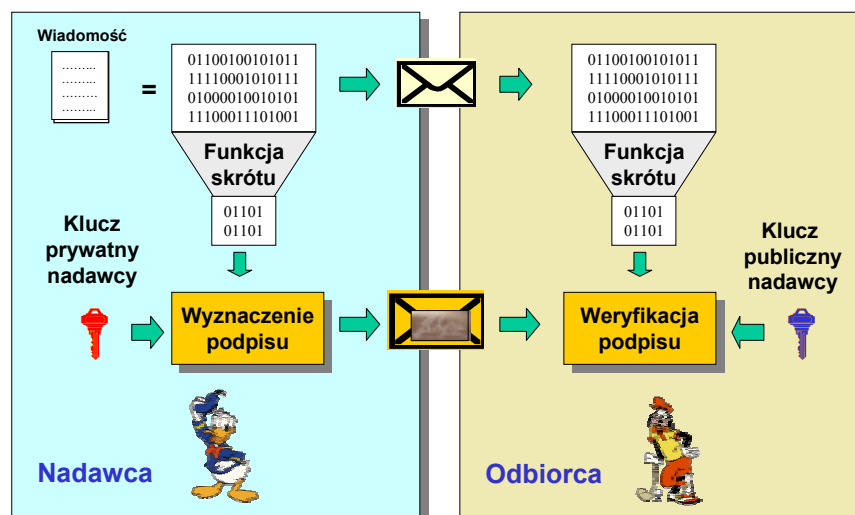 Wiadomość
.........
.........
.........
.........
=
01100100101011
11110001010111
01000010010101
11100011101001
Funkcja
skrótu
01101
01101
Klucz
prywatny
nadawcy
Wyznaczenie
podpisu
Nadawca
01100100101011
11110001010111
01000010010101
11100011101001
Funkcja
skrótu
01101
01101
Klucz
publiczny
nadawcy
Weryfikacja
podpisu
Odbiorca